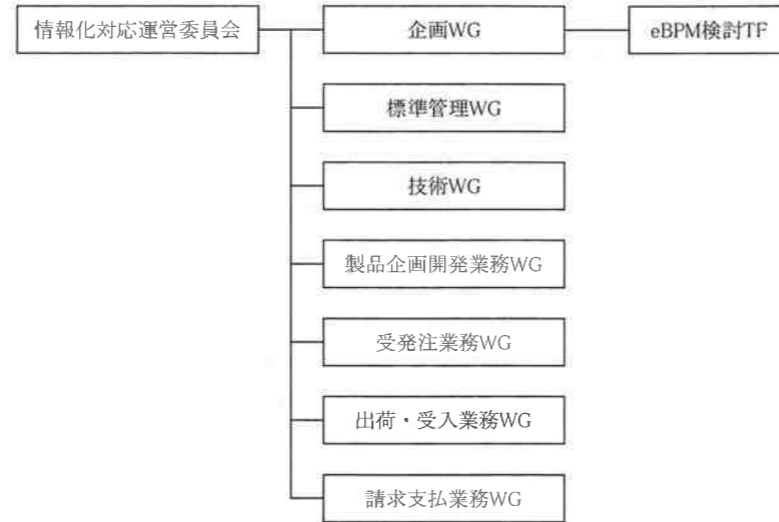 情報化対応運営委員会
企画WG
eBPM検討TF
標準管理WG
技術WG
製品企画開発業務WG
受発注業務WG
出荷・受入業務WG
請求支払業務WG